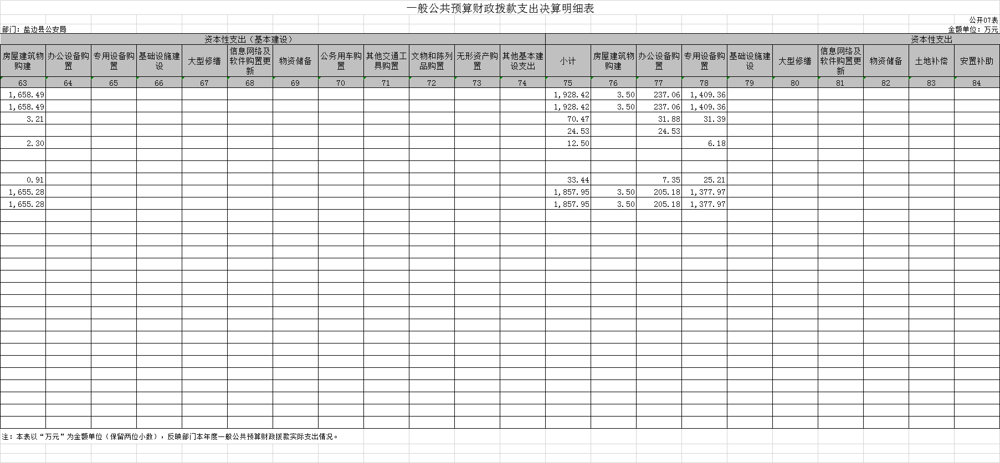 一般公共预算财政拨款支出决算明细表
公开07表
部门：盐边县公安局 金额单位：万元
资本性支出（基本建设） 资本性支出
房屋建筑物购建 办公设备购置 专用设备购置 基础设施建设 大型修缮 信息网络及软件购置更新 物资储备 公务用车购置 其他交通工具购置 文物和陈列品购置 无形资产购置 其他基本建设支出 小计 房屋建筑物购建 办公设备购置 专用设备购置 基础设施建设 大型修缮 信息网络及软件购置更新 物资储备 土地补偿 安置补助
63 64 65 66 67 68 69 70 71 72 73 74 75 76 77 78 79 80 81 82 83 84
1,658.49 1,928.42 3.50 237.06 1,409.36
1,658.49 1,928.42 3.50 237.06 1,409.36
3.21 70.47 31.88 31.39
24.53 24.53
2.30 12.50 6.18
0.91 33.44 7.35 25.21
1,655.28 1,857.95 3.50 205.18 1,377.97
1,655.28 1,857.95 3.50 205.18 1,377.97
注：本表以“万元”为金额单位（保留两位小数），反映部门本年度一般公共预算财政拨款实际支出情况。